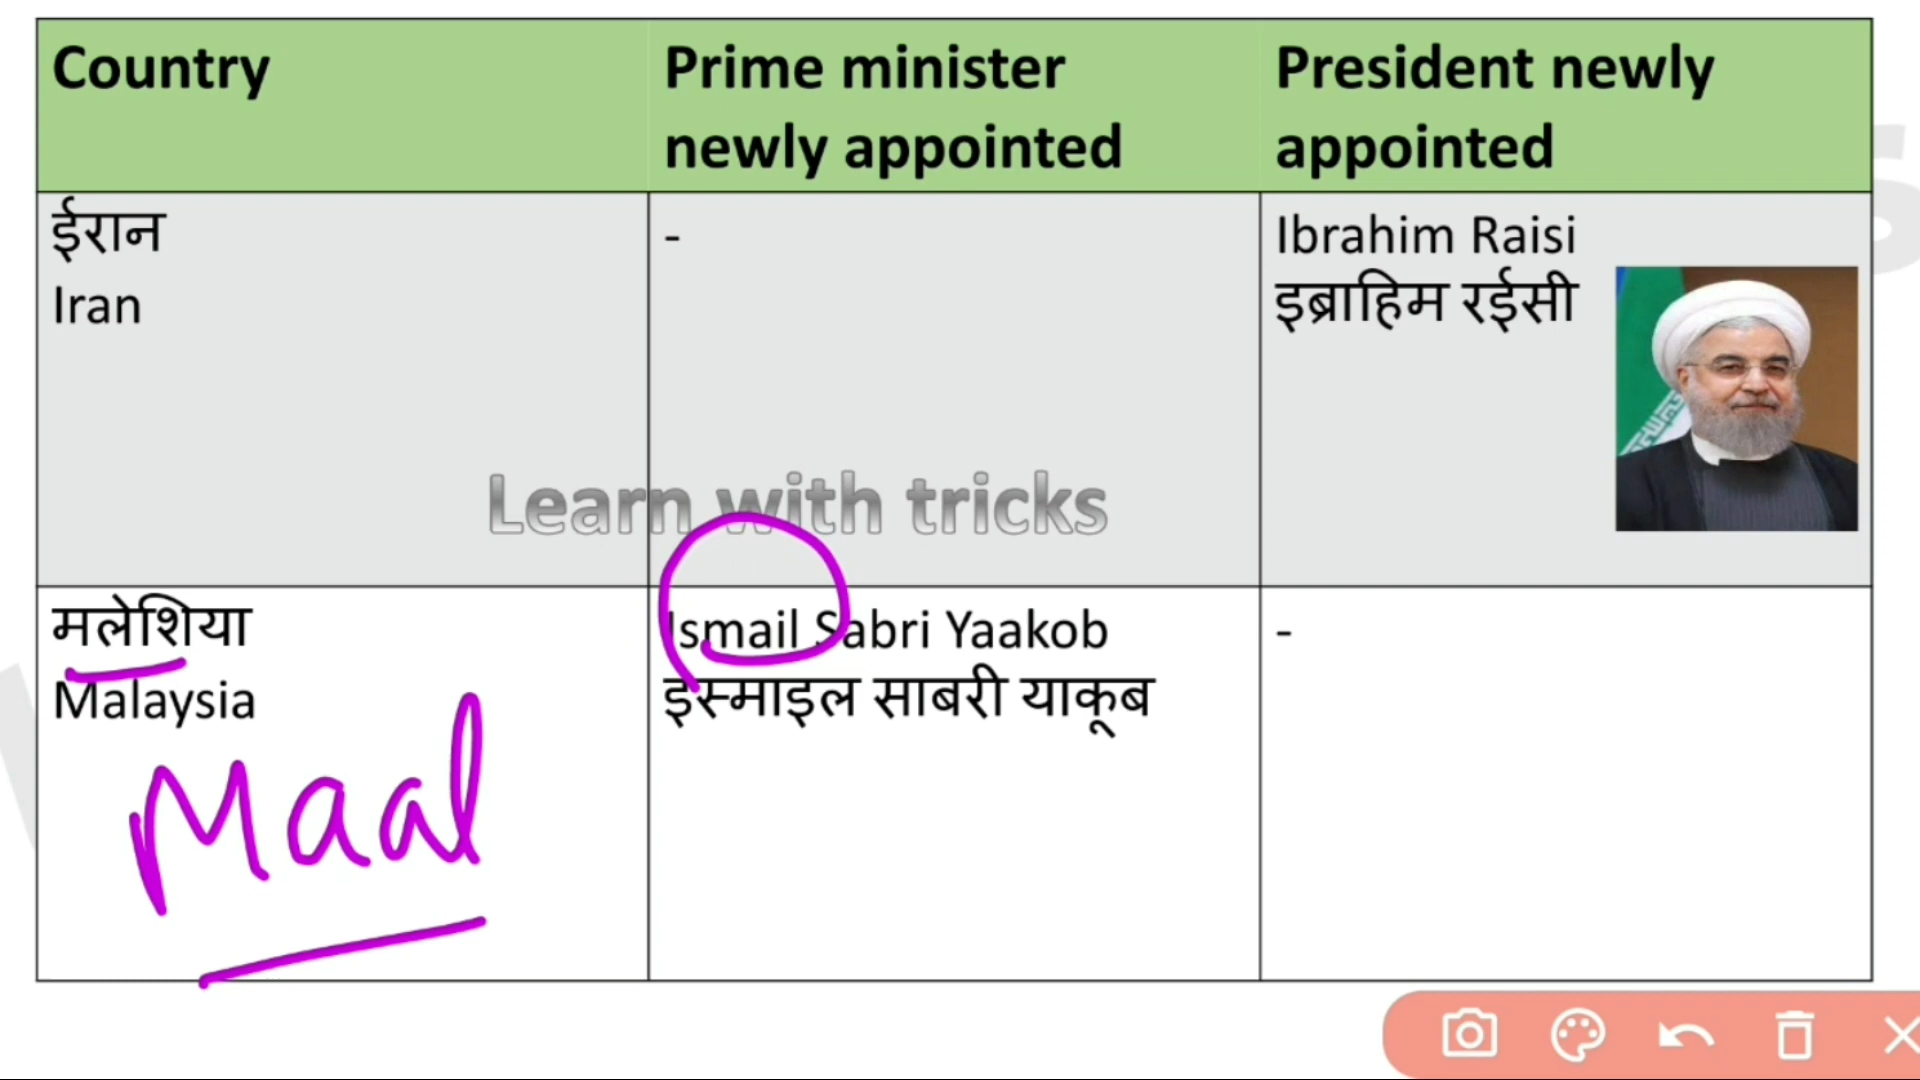 Country
Prime minister
newly appointed
President newly
appointed
ईरान
Iran
-
Ibrahim Raisi
इब्राहिम रईसी
Learn with tricks
मलेशिया
Malaysia
Ismail Sabri Yaakob
इस्माइल साबरी याकूब
-
Maal